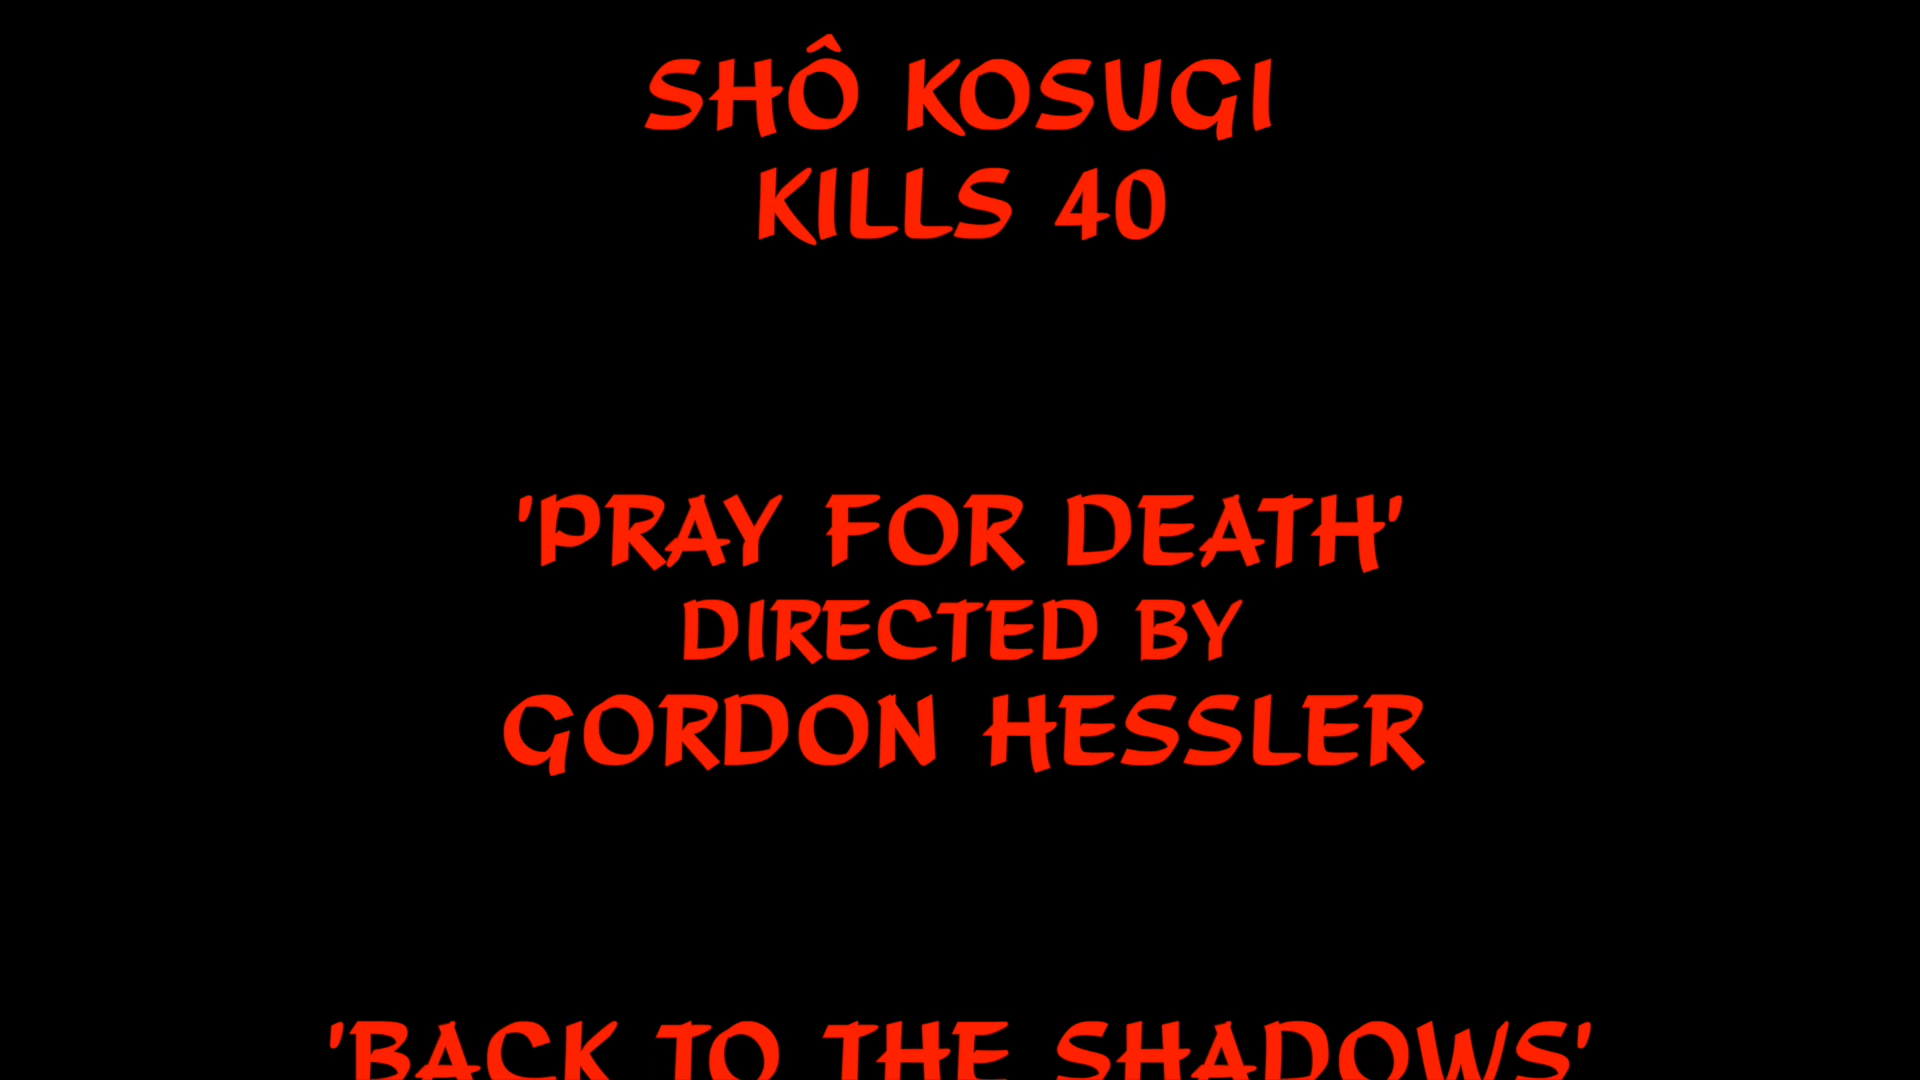 SHÔ KOSUGI
KILLS 40
'PRAY FOR DEATH'
DIRECTED BY
GORDON HESSLER
'BACK TO THE SHADOWS'